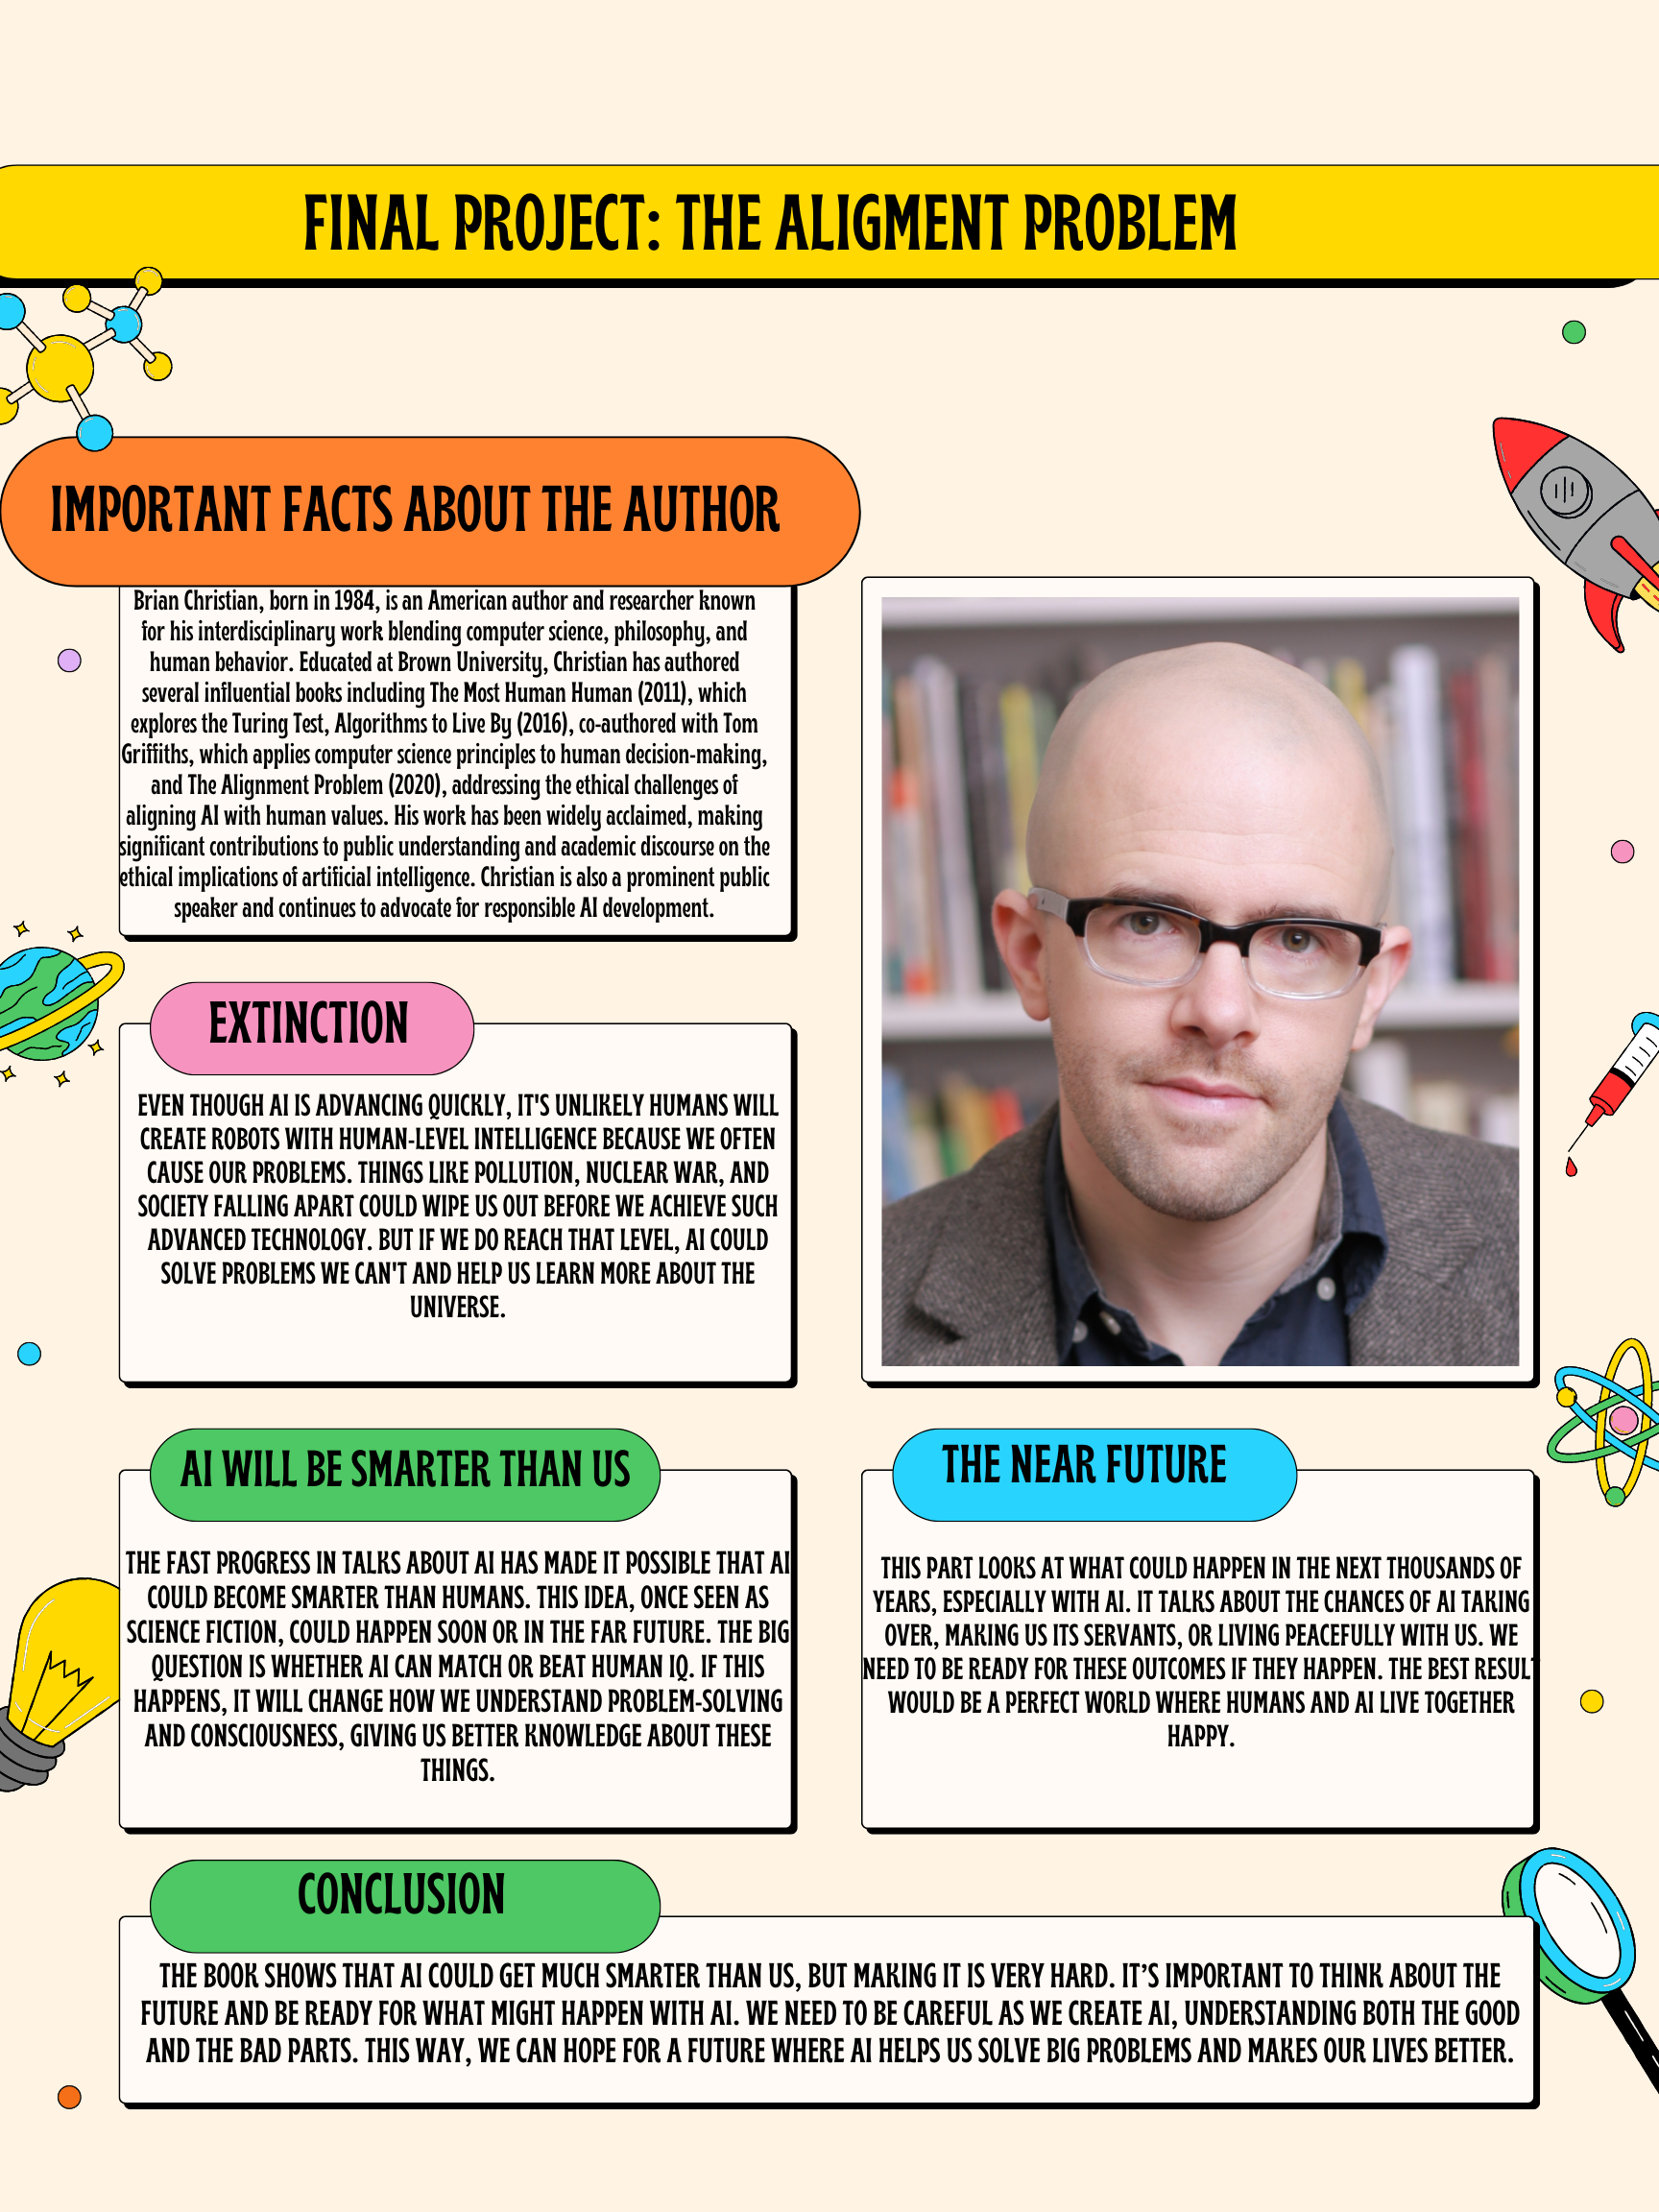 FINAL PROJECT: THE ALIGMENT PROBLEM
IMPORTANT FACTS ABOUT THE AUTHOR
Brian Christian, born in 1984, is an American author and researcher known
for his interdisciplinary work blending computer science, philosophy, and
human behavior. Educated at Brown University, Christian has authored
several influential books including The Most Human Human (2011), which
explores the Turing Test, Algorithms to Live By (2016), co-authored with Tom
Griffiths, which applies computer science principles to human decision-making,
and The Alignment Problem (2020), addressing the ethical challenges of
aligning AI with human values. His work has been widely acclaimed, making
significant contributions to public understanding and academic discourse on the
ethical implications of artificial intelligence. Christian is also a prominent public
speaker and continues to advocate for responsible AI development.
EXTINCTION
EVEN THOUGH AI IS ADVANCING QUICKLY, IT'S UNLIKELY HUMANS WILL
CREATE ROBOTS WITH HUMAN-LEVEL INTELLIGENCE BECAUSE WE OFTEN
CAUSE OUR PROBLEMS. THINGS LIKE POLLUTION, NUCLEAR WAR, AND
SOCIETY FALLING APART COULD WIPE US OUT BEFORE WE ACHIEVE SUCH
ADVANCED TECHNOLOGY. BUT IF WE DO REACH THAT LEVEL, AI COULD
SOLVE PROBLEMS WE CAN'T AND HELP US LEARN MORE ABOUT THE
UNIVERSE.
AI WILL BE SMARTER THAN US
THE FAST PROGRESS IN TALKS ABOUT AI HAS MADE IT POSSIBLE THAT AI
COULD BECOME SMARTER THAN HUMANS. THIS IDEA, ONCE SEEN AS
SCIENCE FICTION, COULD HAPPEN SOON OR IN THE FAR FUTURE. THE BIG
QUESTION IS WHETHER AI CAN MATCH OR BEAT HUMAN IQ. IF THIS
HAPPENS, IT WILL CHANGE HOW WE UNDERSTAND PROBLEM-SOLVING
AND CONSCIOUSNESS, GIVING US BETTER KNOWLEDGE ABOUT THESE
THINGS.
THE NEAR FUTURE
THIS PART LOOKS AT WHAT COULD HAPPEN IN THE NEXT THOUSANDS OF
YEARS, ESPECIALLY WITH AI. IT TALKS ABOUT THE CHANCES OF AI TAKING
OVER, MAKING US ITS SERVANTS, OR LIVING PEACEFULLY WITH US. WE
NEED TO BE READY FOR THESE OUTCOMES IF THEY HAPPEN. THE BEST RESULT
WOULD BE A PERFECT WORLD WHERE HUMANS AND AI LIVE TOGETHER
HAPPY.
CONCLUSION
THE BOOK SHOWS THAT AI COULD GET MUCH SMARTER THAN US, BUT MAKING IT IS VERY HARD. IT’S IMPORTANT TO THINK ABOUT THE
FUTURE AND BE READY FOR WHAT MIGHT HAPPEN WITH AI. WE NEED TO BE CAREFUL AS WE CREATE AI, UNDERSTANDING BOTH THE GOOD
AND THE BAD PARTS. THIS WAY, WE CAN HOPE FOR A FUTURE WHERE AI HELPS US SOLVE BIG PROBLEMS AND MAKES OUR LIVES BETTER.